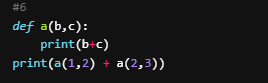 #6
def a(b,c):
    print(b+c)
print(a(1,2) + a(2,3))